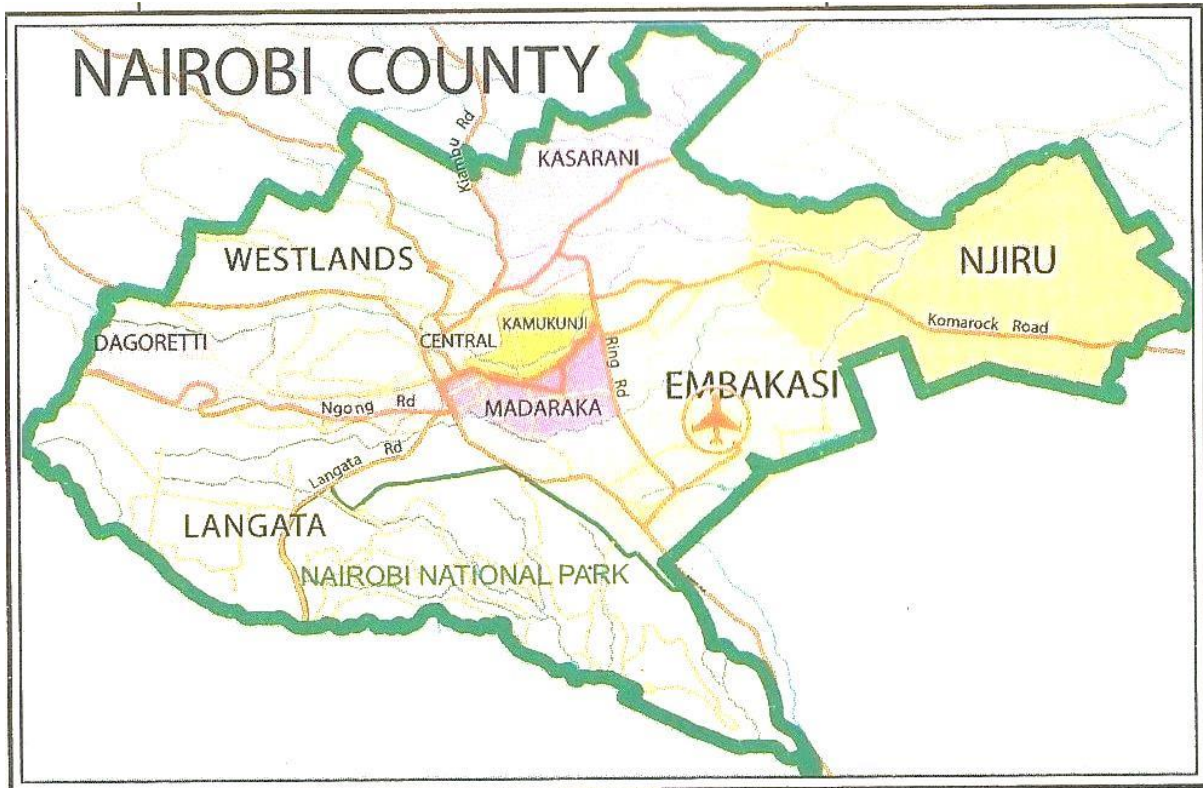 NAIROBI COUNTY
Kiambu Rd
KASARANI
WESTLANDS
NJIRU
KAMUKUNJI
Komarock Road
DAGORETTI
CENTRAL
Ring Rd
EMBAKASI
MADARAKA
Ngong Rd
Langata Rd
LANGATA
NAIROBI NATIONAL PARK